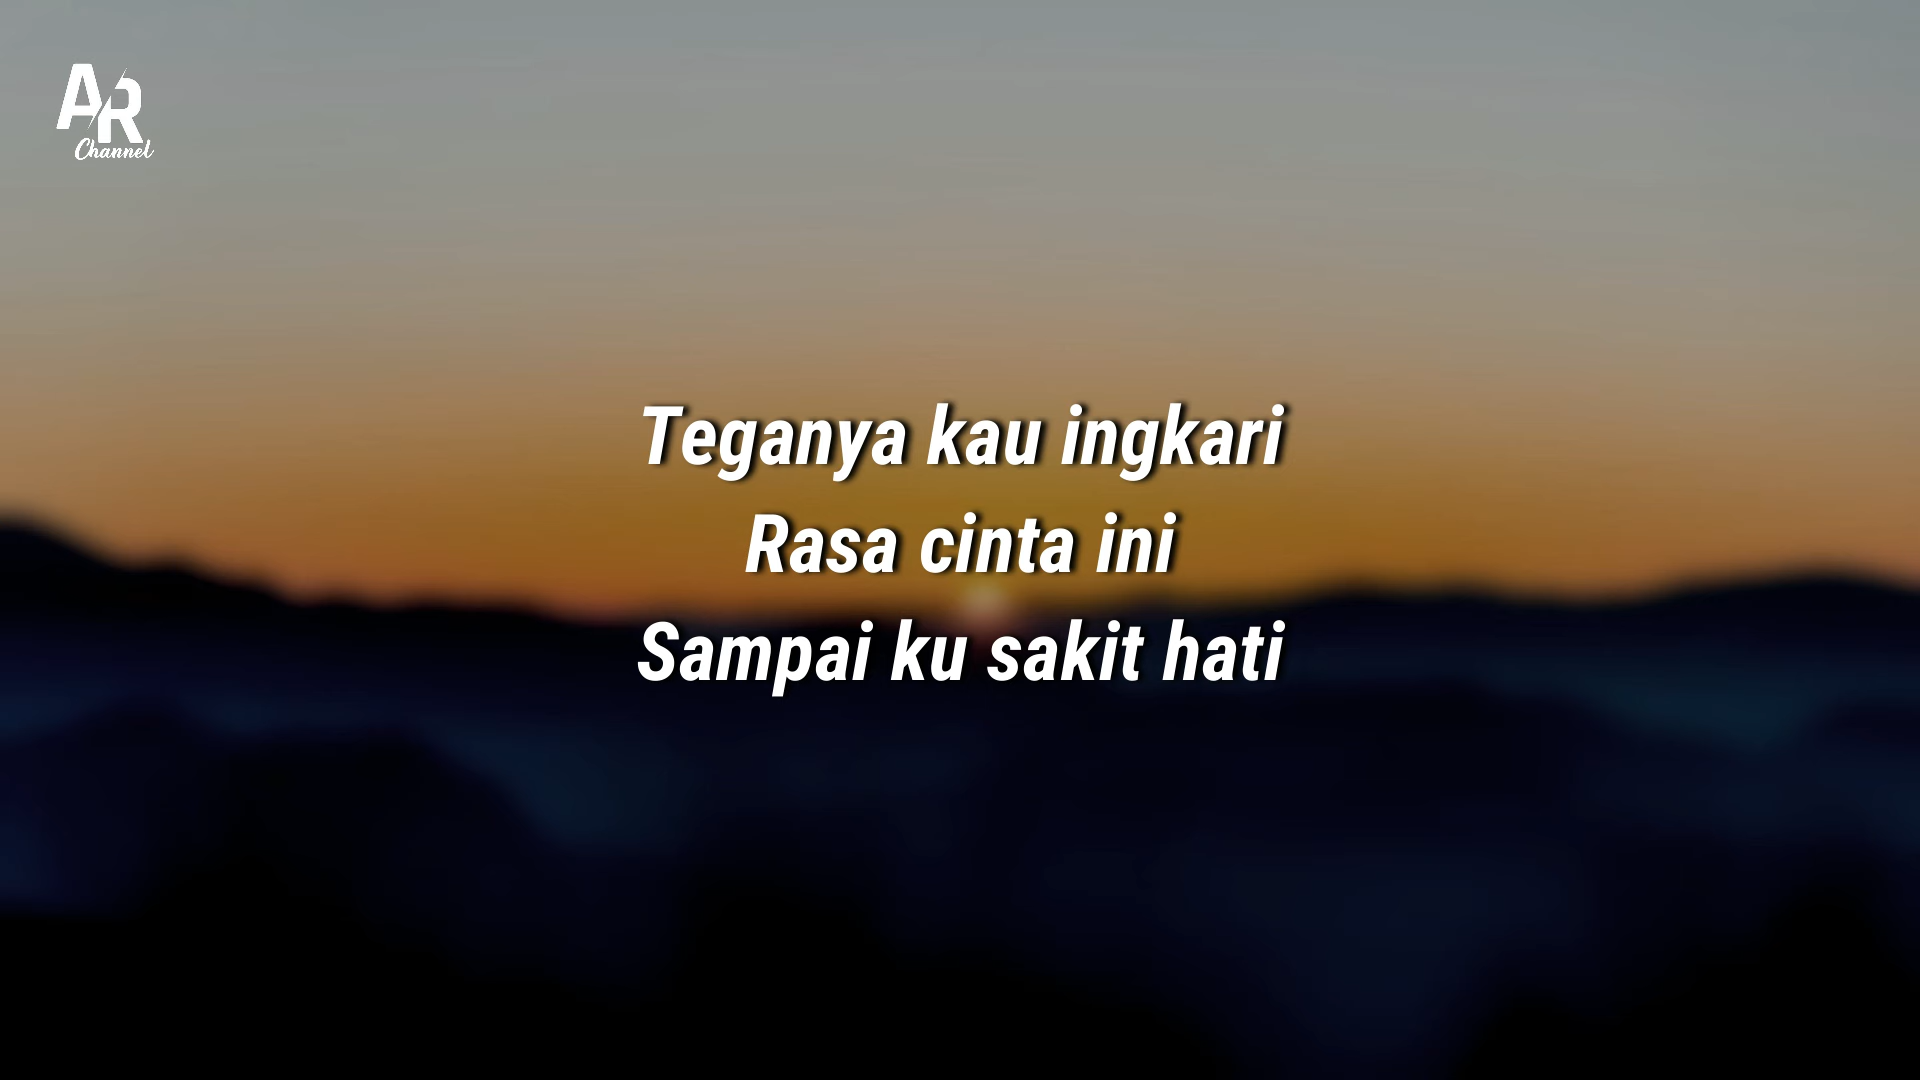 AR
Channel
Teganya kau ingkari
Rasa cinta ini
Sampai ku sakit hati